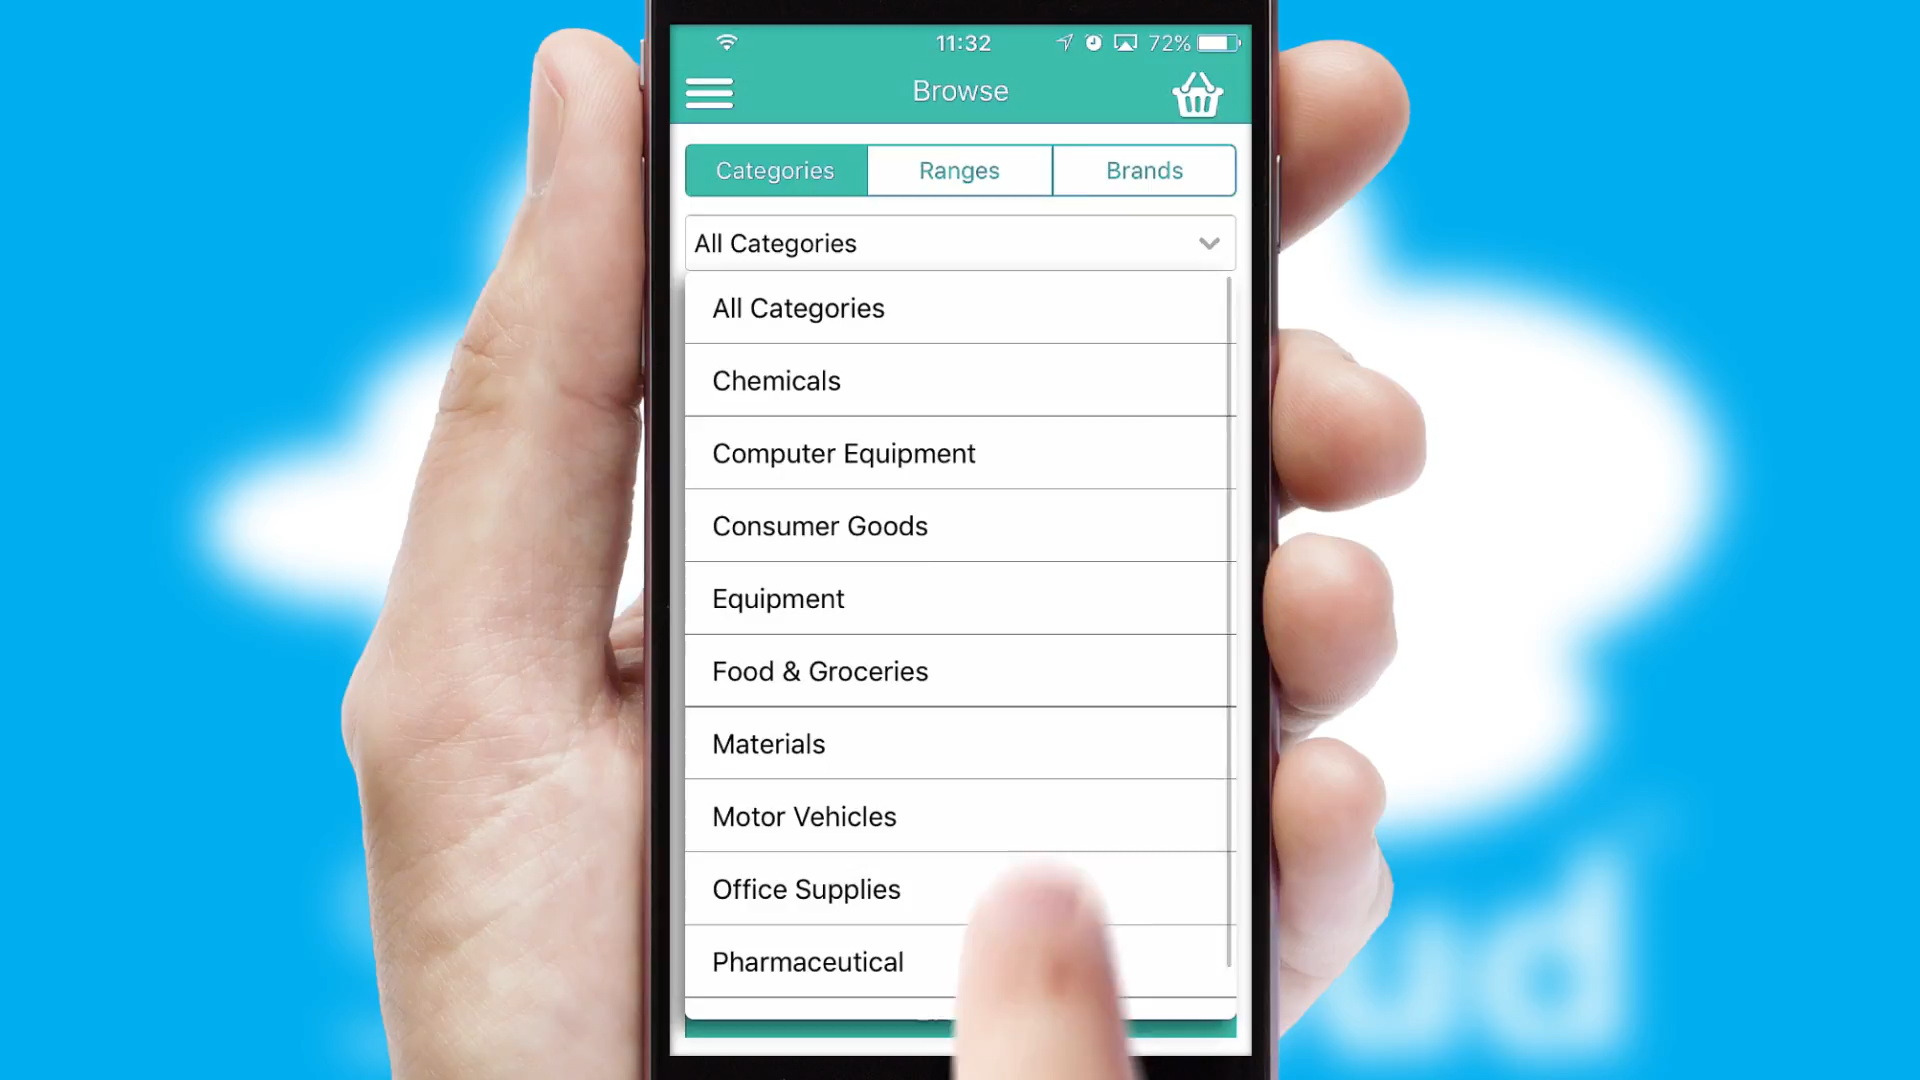 11:32
72%
Browse
Categories
Ranges
Brands
All Categories
All Categories
Chemicals
Computer Equipment
Consumer Goods
Equipment
Food & Groceries
Materials
Motor Vehicles
Office Supplies
Pharmaceutical
ud